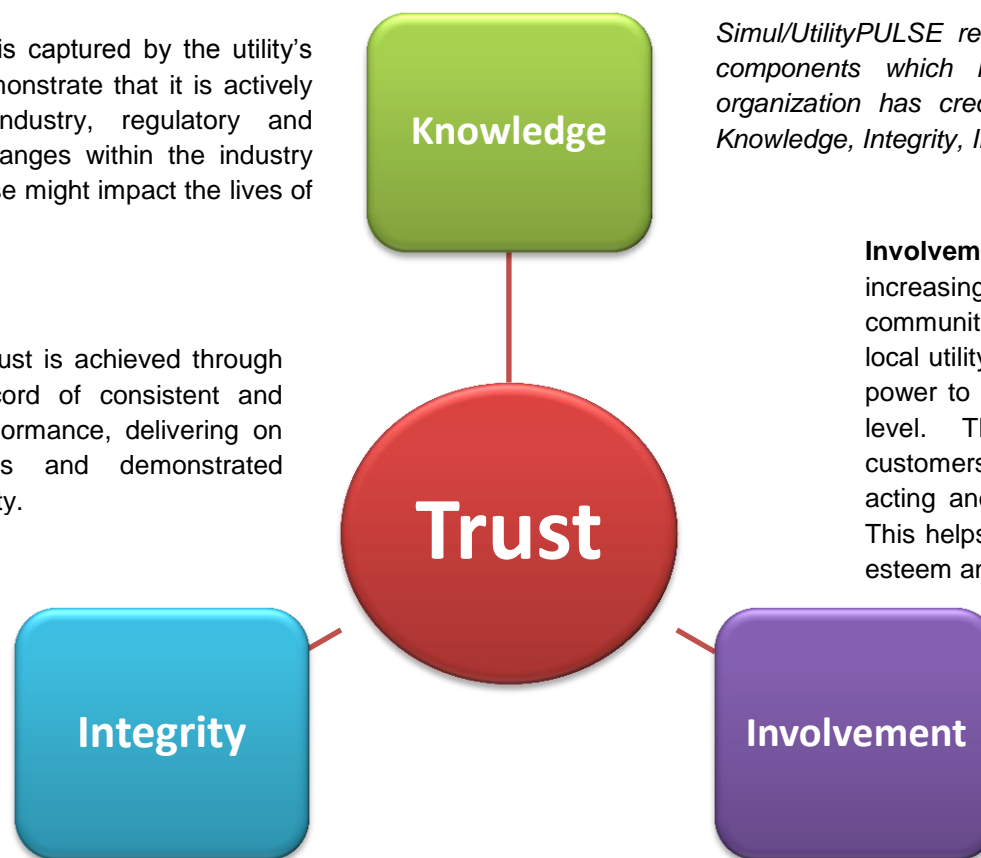 is captured by the utility's
monstrate that it is actively
ndustry, regulatory and
anges within the industry
se might impact the lives of
Knowledge
Simul/UtilityPULSE re
components which
organization has cred
Knowledge, Integrity, I
rust is achieved through
cord of consistent and
ormance, delivering on
s and demonstrated
ty.
Trust
Involvem
increasing
communit
local utility
power to
level. Th
customers
acting and
This helps
esteem an
Integrity
Involvement